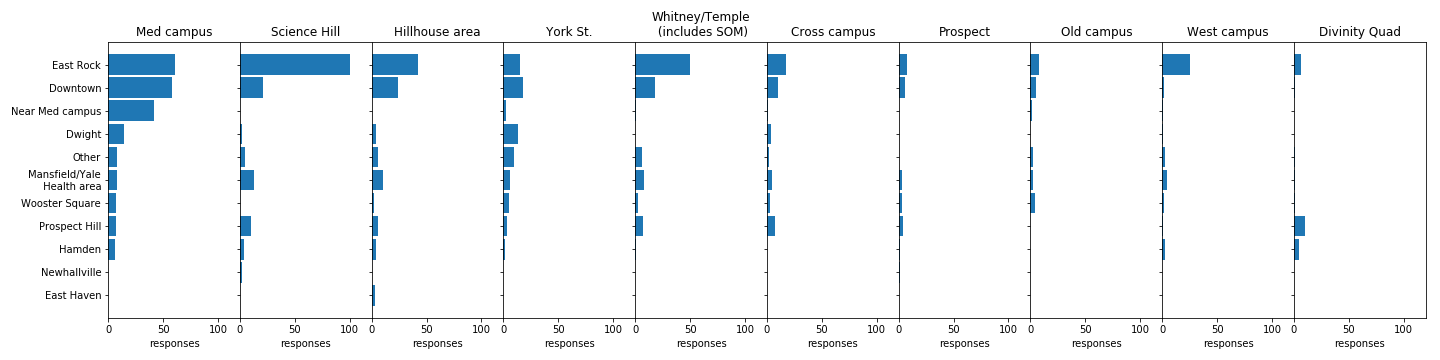 Med campus
Science Hill
Hillhouse area
York St.
Whitney/Temple
(includes SOM)
Cross campus
Prospect
Old campus
West campus
Divinity Quad
East Rock
Downtown
Near Med campus
Dwight
Other
Mansfield/Yale
Health area
Wooster Square
Prospect Hill
Hamden
Newhallville
East Haven
0 50 100 0 50 100 0 50 100 0 50 100 0 50 100 0 50 100 0 50 100 0 50 100 0 50 100 0 50 100
responses responses responses responses responses responses responses responses responses responses